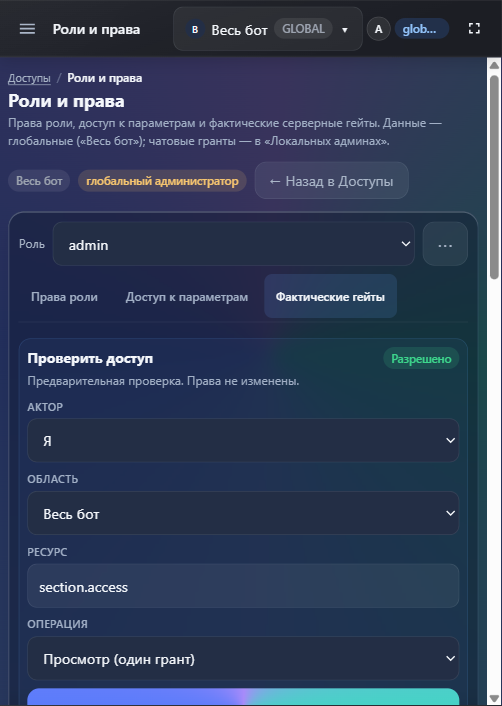 Роли и права
B Весь бот GLOBAL ▾
A
glob...
Доступы / Роли и права
Роли и права
Права роли, доступ к параметрам и фактические серверные гейты. Данные —
глобальные («Весь бот»); чатовые гранты — в «Локальных админах».
Весь бот
глобальный администратор
← Назад в Доступы
Роль
admin
...
Права роли
Доступ к параметрам
Фактические гейты
Проверить доступ
Разрешено
Предварительная проверка. Права не изменены.
АКТОР
Я
ОБЛАСТЬ
Весь бот
РЕСУРС
section.access
ОПЕРАЦИЯ
Просмотр (один грант)